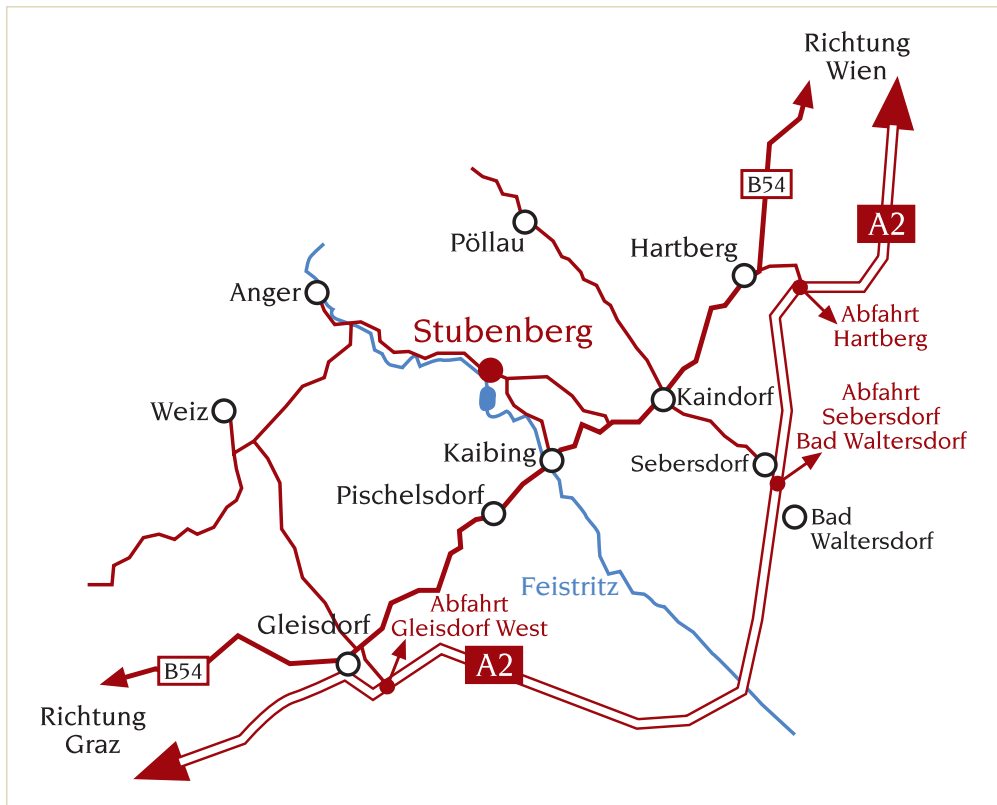 Richtung
Wien
B54
A2
Pöllau
Hartberg
Anger
Abfahrt
Hartberg
Stubenberg
Weiz
Kaindorf
Abfahrt
Sebersdorf
Bad Waltersdorf
Kaibing
Sebersdorf
Pischelsdorf
Bad
Waltersdorf
Feistritz
Abfahrt
Gleisdorf West
Gleisdorf
B54
A2
Richtung
Graz